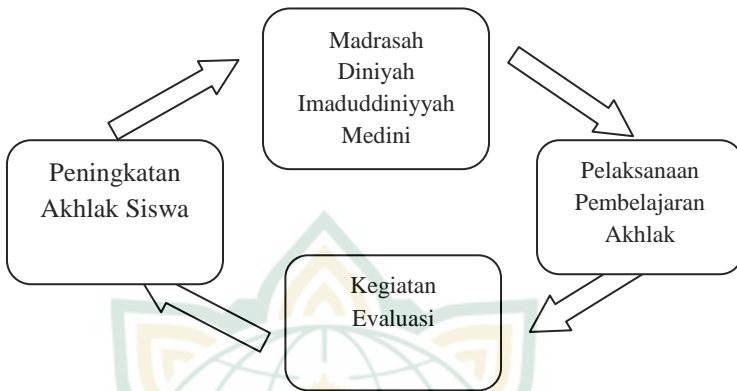 Madrasah
Diniyah
Imaduddiniyyah
Medini
Peningkatan
Akhlak Siswa
Pelaksanaan
Pembelajaran
Akhlak
Kegiatan
Evaluasi